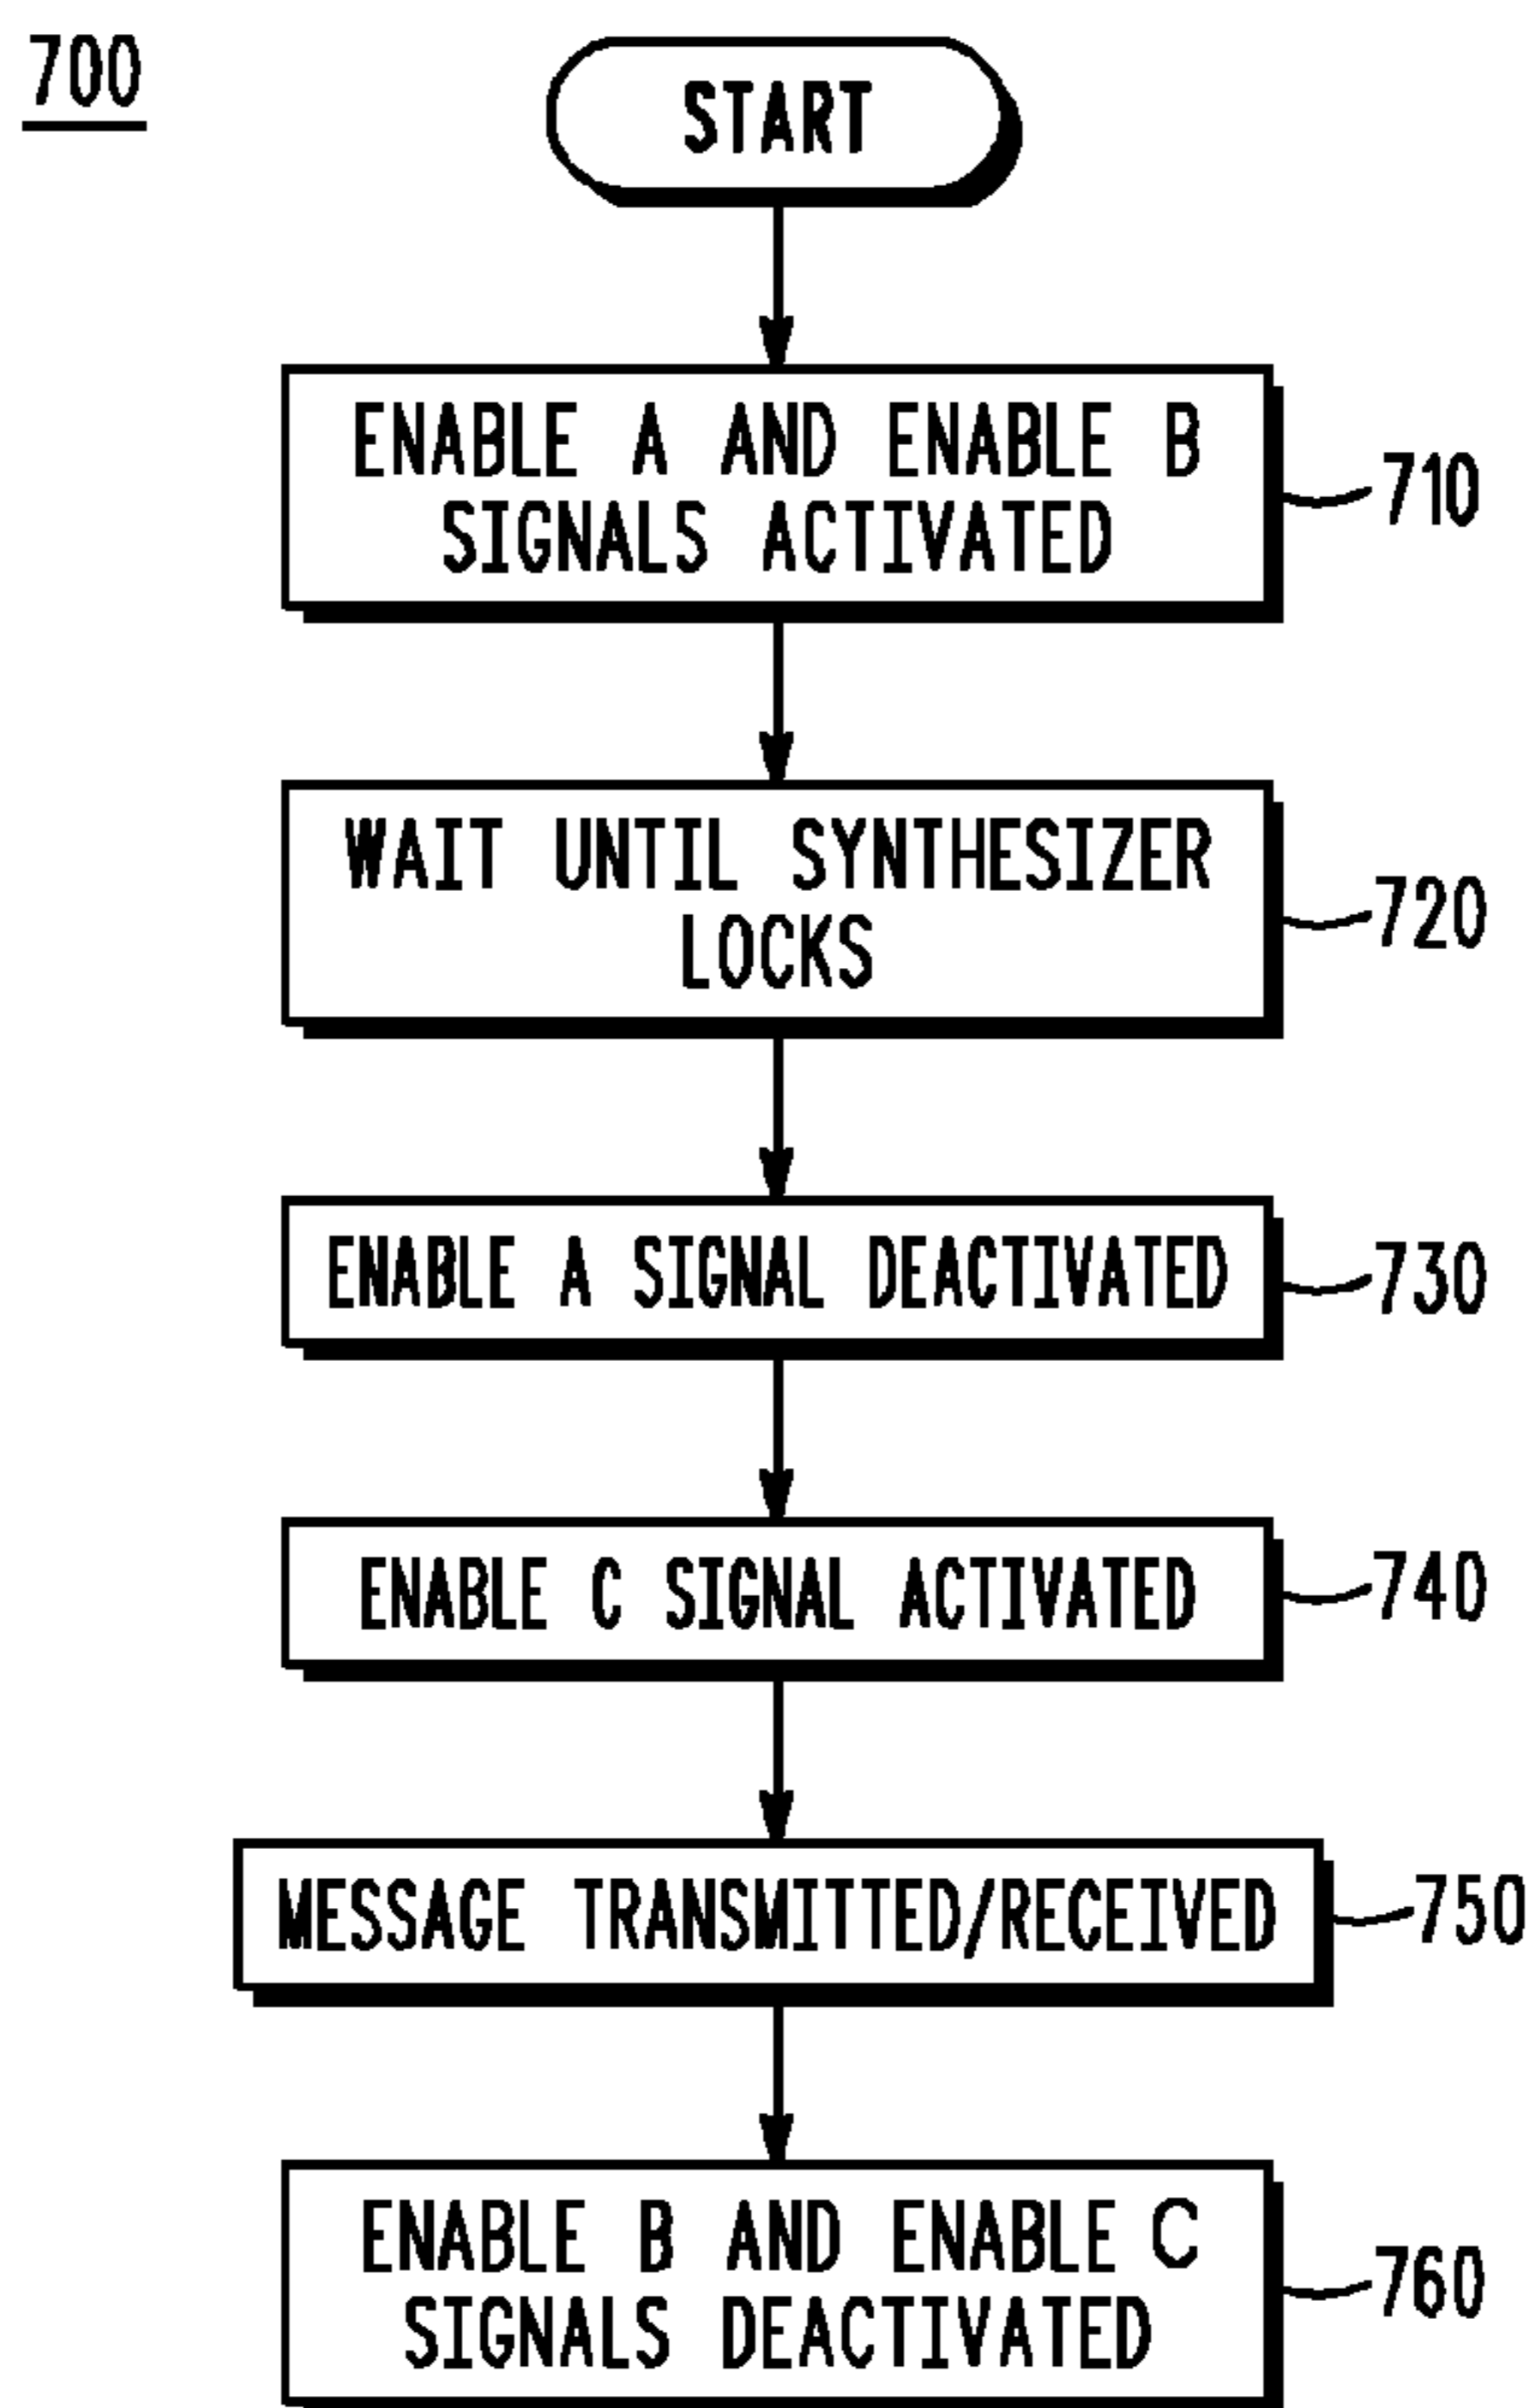 700
START
ENABLE A AND ENABLE B
SIGNALS ACTIVATED
710
WAIT UNTIL SYNTHESIZER
LOCKS
720
ENABLE A SIGNAL DEACTIVATED
730
ENABLE C SIGNAL ACTIVATED
740
MESSAGE TRANSMITTED/RECEIVED
750
ENABLE B AND ENABLE C
SIGNALS DEACTIVATED
760